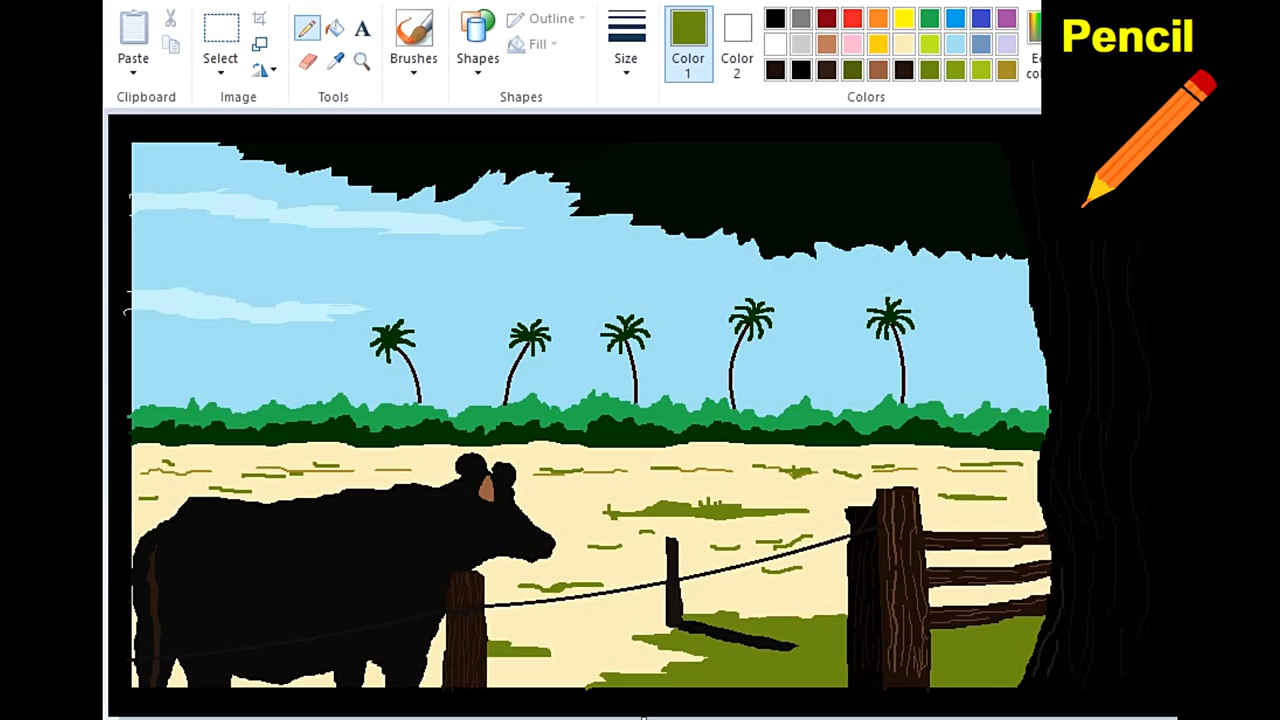 Outline
Fill
Paste
Select
Brushes
Shapes
Size
Color
1
Color
2
Clipboard
Image
Tools
Shapes
Colors
Pencil